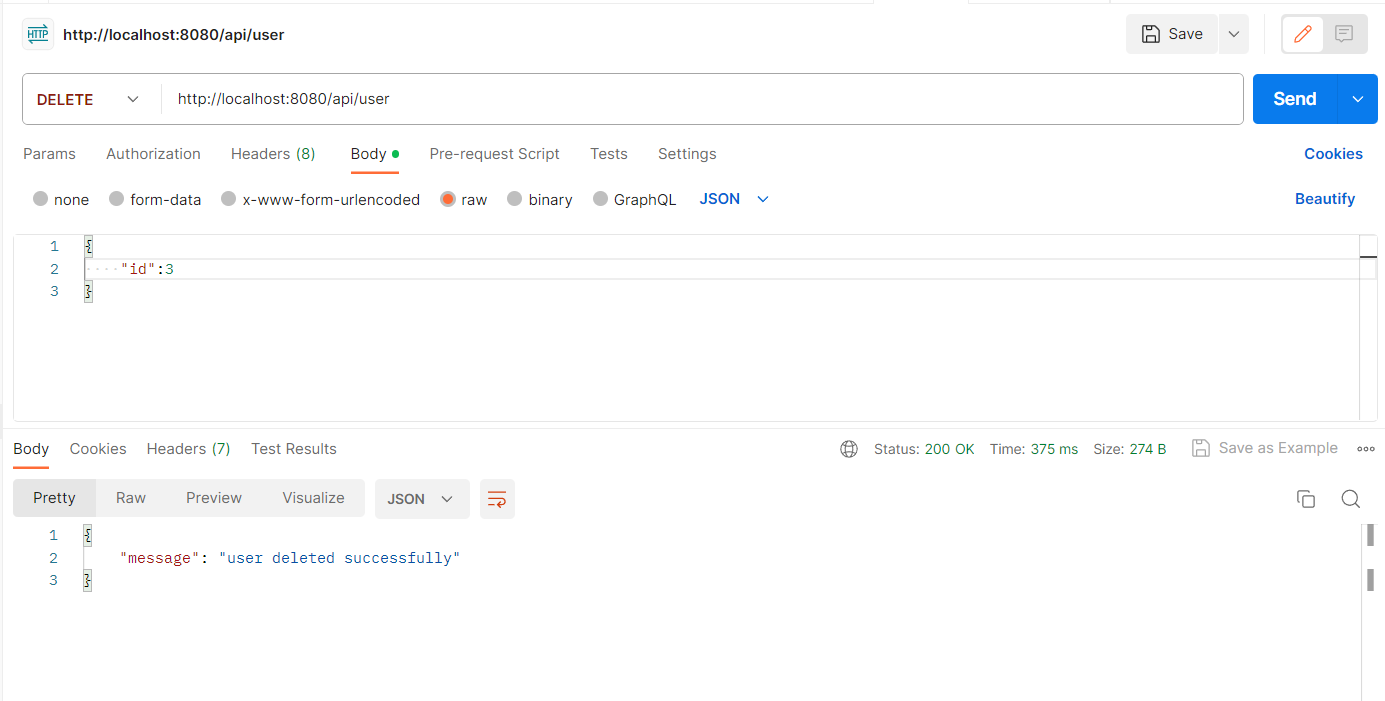 HTTP http://localhost:8080/api/user Save
DELETE http://localhost:8080/api/user Send
Params Authorization Headers (8) Body Pre-request Script Tests Settings Cookies
none form-data x-www-form-urlencoded raw binary GraphQL JSON Beautify
1 {
2 "id":3
3 }
Body Cookies Headers (7) Test Results Status: 200 OK Time: 375 ms Size: 274 B Save as Example
Pretty Raw Preview Visualize JSON
1 {
2 "message": "user deleted successfully"
3 }